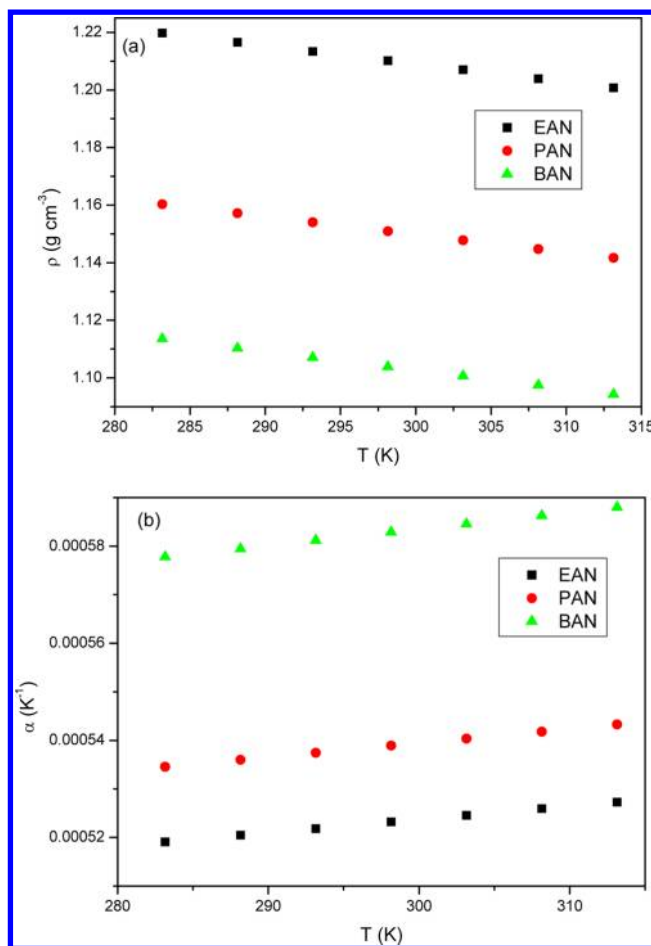 (a)
1.22
1.20
1.18
1.16
1.14
1.12
1.10
ρ (g cm⁻³)
EAN
PAN
BAN
280 285 290 295 300 305 310 315
T (K)
(b)
0.00058
0.00056
0.00054
0.00052
α (K⁻¹)
EAN
PAN
BAN
280 290 300 310
T (K)